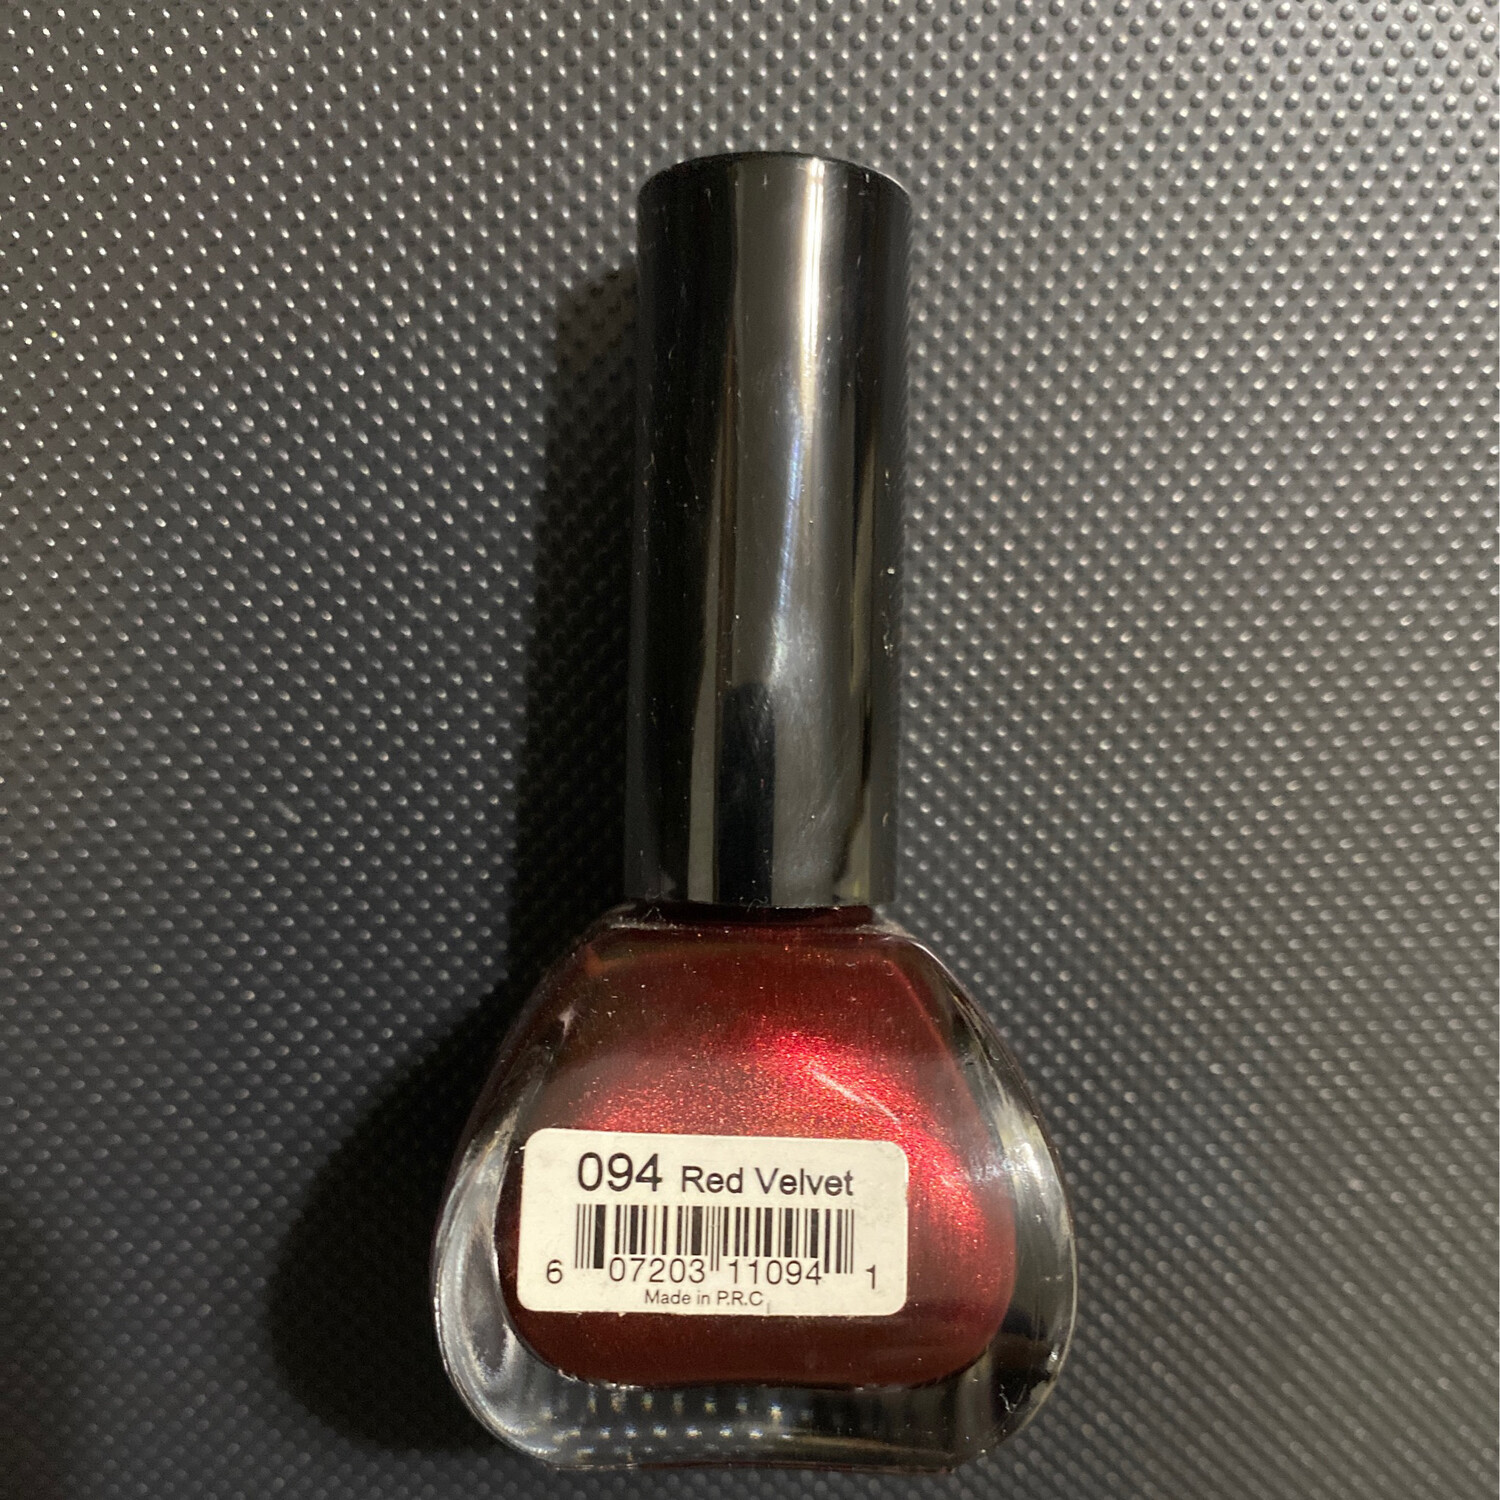 094 Red Velvet
6 07203 11094 1
Made in P.R.C.